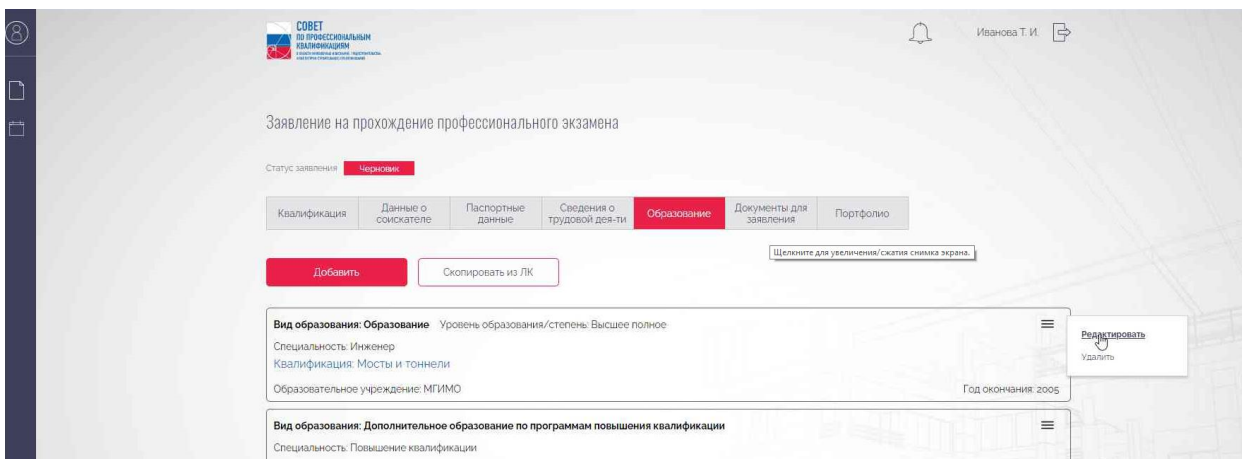 СОВЕТ
ПО ПРОФЕССИОНАЛЬНЫМ
КВАЛИФИКАЦИЯМ
Иванова Т. И.
Заявление на прохождение профессионального экзамена
Статус заявления Черновик
Квалификация
Данные о
соискателе
Паспортные
данные
Сведения о
трудовой дея-ти
Образование
Документы для
заявления
Портфолио
Щелкните для увеличения/сжатия снимка экрана.
Добавить
Скопировать из ЛК
Вид образования: Образование Уровень образования/степень: Высшее полное
Редактировать
Специальность: Инженер
Удалить
Квалификация: Мосты и тоннели
Образовательное учреждение: МГИМО
Год окончания: 2005
Вид образования: Дополнительное образование по программам повышения квалификации
Специальность: Повышение квалификации